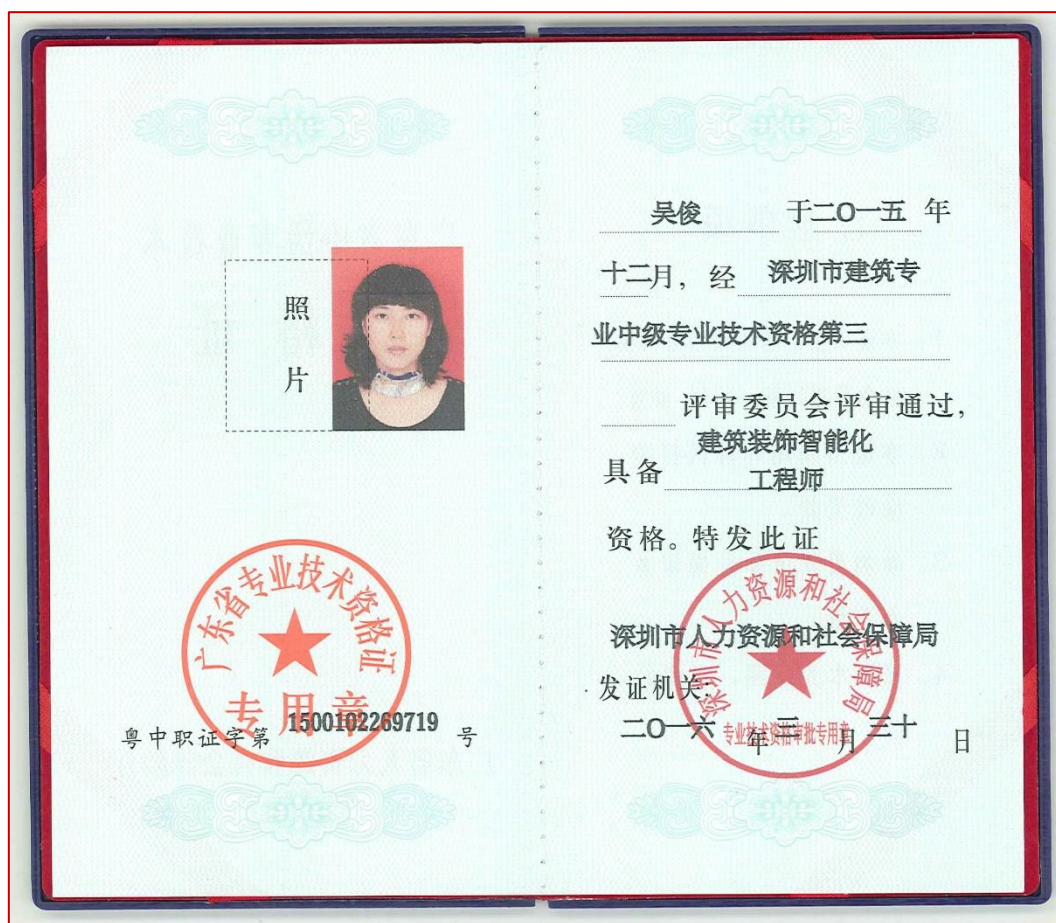 照
片
广东省专业技术资格证
专用章
粤中职证字第 1500102269719 号
吴俊 于二〇一五 年
十二月，经 深圳市建筑专
业中级专业技术资格第三
评审委员会评审通过，
建筑装饰智能化
具备 工程师
资格。特发此证
深圳市人力资源和社会保障局
深圳市人力资源和社会保障局
发证机关：
专业技术资格审批专用章
二〇一六 年 三 月 三十 日